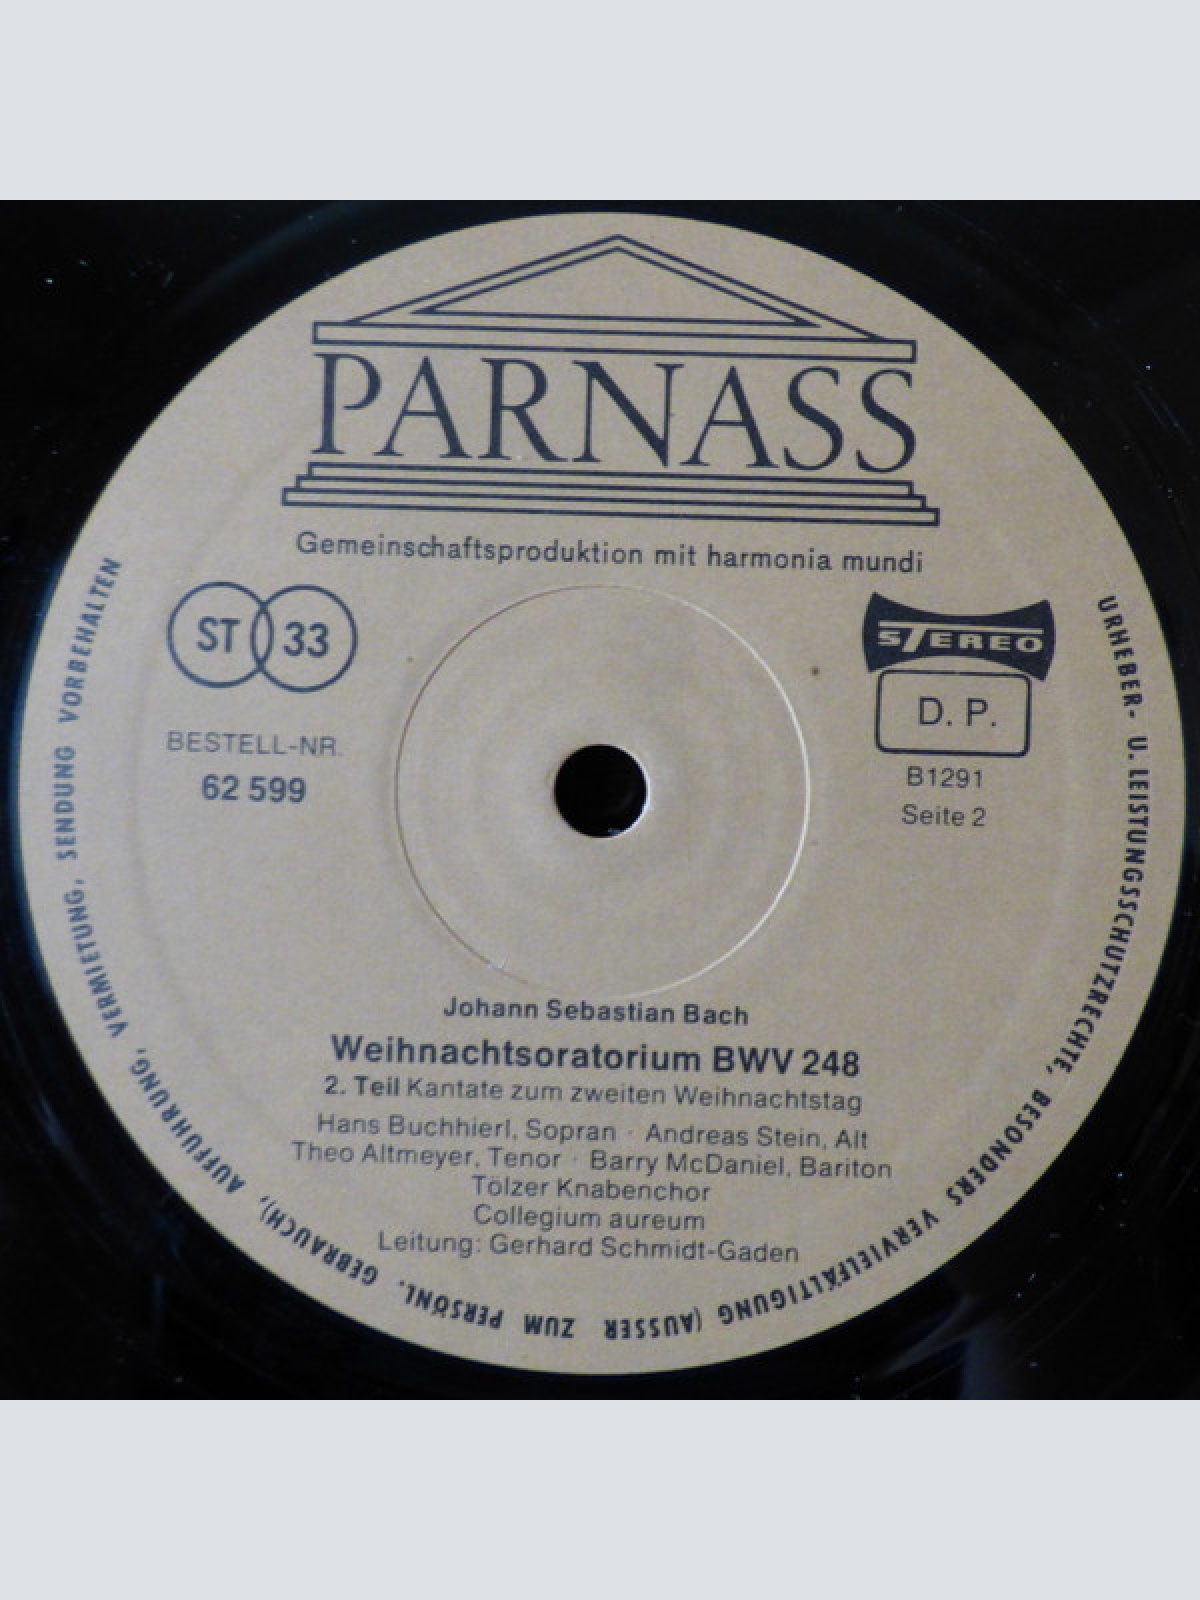 PARNASS
Gemeinschaftsproduktion mit harmonia mundi
ST 33
STEREO
D. P.
BESTELL-NR.
62 599
B1291
Seite 2
Johann Sebastian Bach
Weihnachtsoratorium BWV 248
2. Teil Kantate zum zweiten Weihnachtstag
Hans Buchhierl, Sopran · Andreas Stein, Alt
Theo Altmeyer, Tenor · Barry McDaniel, Bariton
Tölzer Knabenchor
Collegium aureum
Leitung: Gerhard Schmidt-Gaden
URHEBER- U. LEISTUNGSSCHUTZRECHTE, BESONDERS VERVIELFÄLTIGUNG (AUSSER ZUM PERSÖNL. GEBRAUCH), AUFFÜHRUNG, VERMIETUNG, SENDUNG VORBEHALTEN